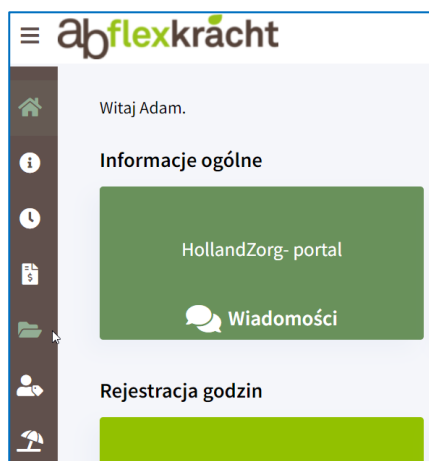 abflexkracht
Witaj Adam.
Informacje ogólne
HollandZorg- portal
Wiadomości
Rejestracja godzin